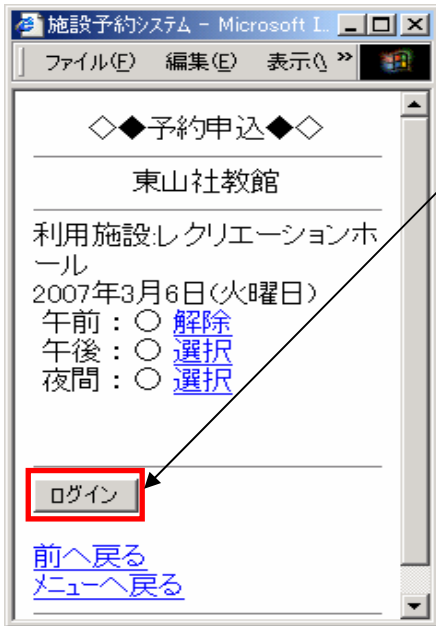 施設予約システム - Microsoft I...
ファイル(F) 編集(E) 表示(V »
◇◆予約申込◆◇
東山社教館
利用施設:レクリエーションホ
ール
2007年3月6日(火曜日)
午前：○ 解除
午後：○ 選択
夜間：○ 選択
ログイン
前へ戻る
メニューへ戻る